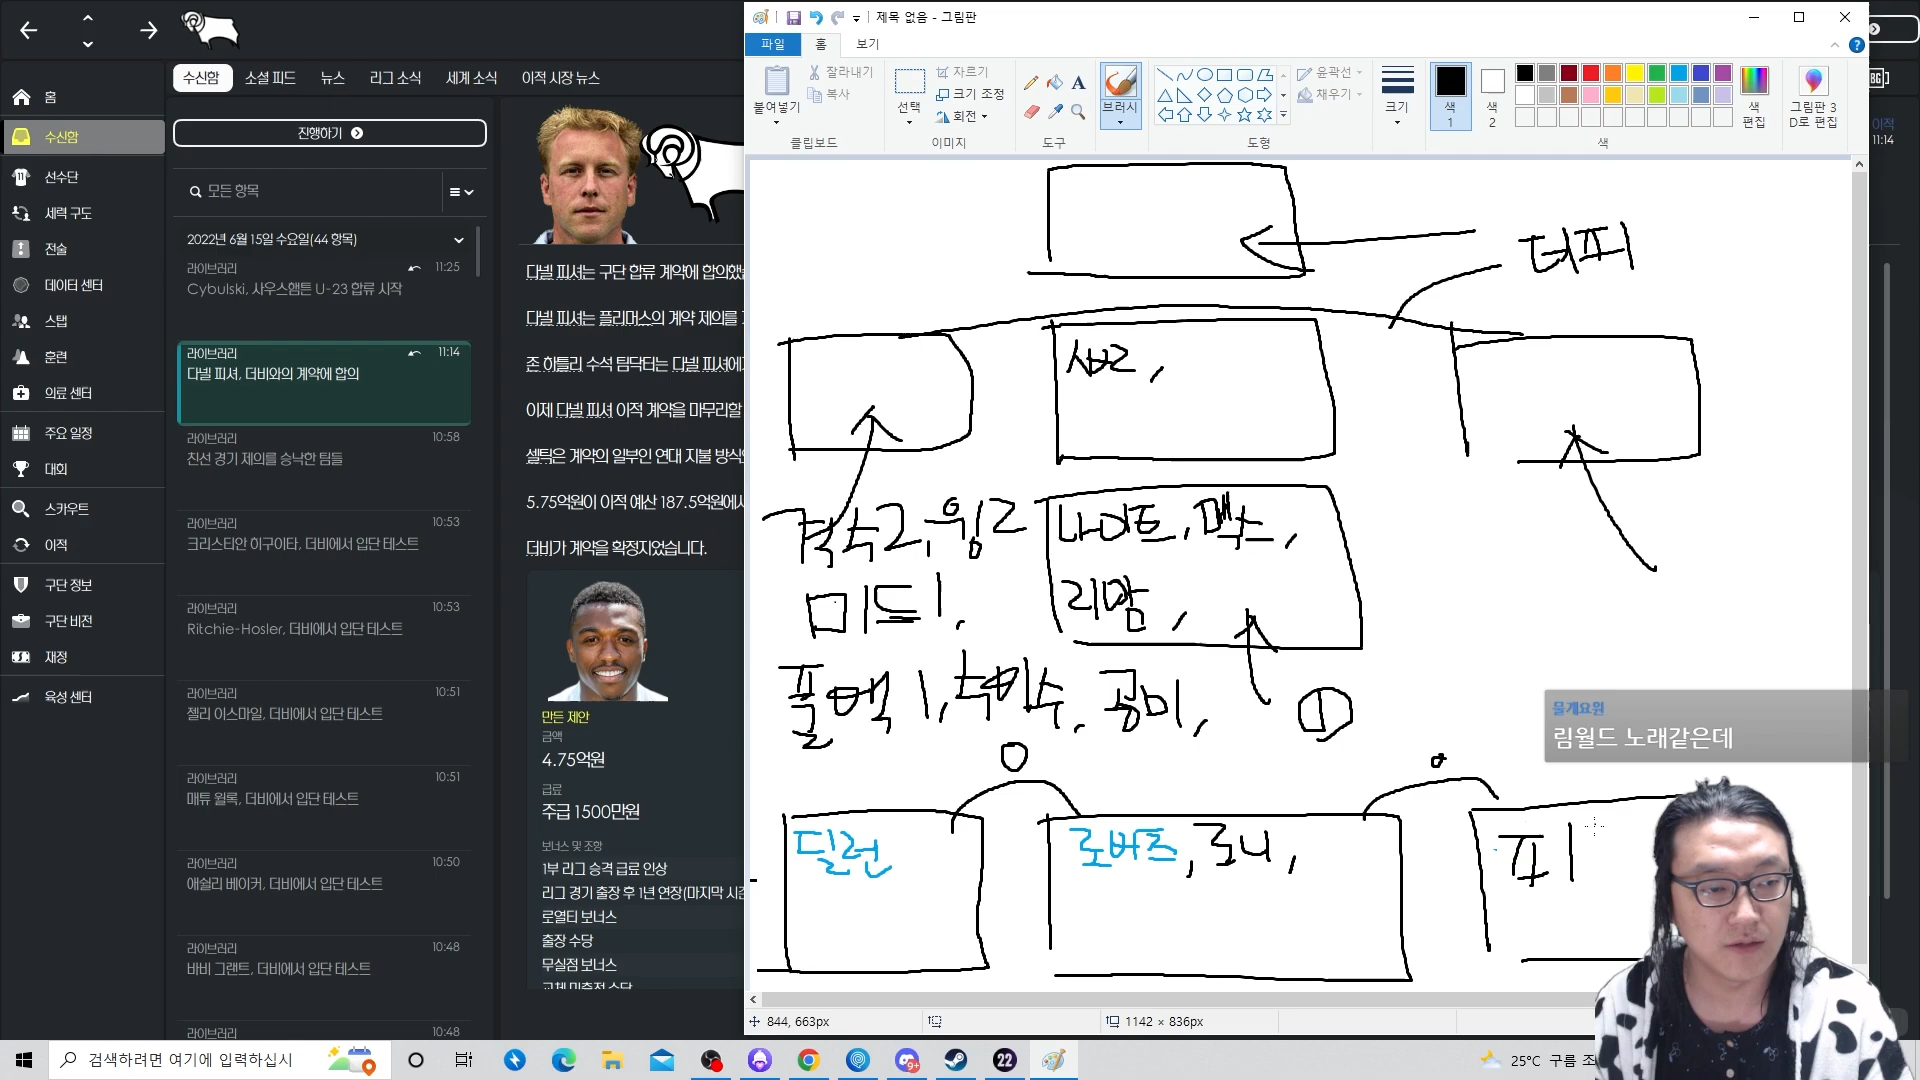 제목 없음 - 그림판
파일
홈
보기
붙여넣기
잘라내기
복사
클립보드
선택
자르기
크기 조정
회전
이미지
도구
브러시
윤곽선
채우기
도형
크기
색
1
색
2
색
편집
그림판 3
D로 편집
색
수신함
소셜 피드
뉴스
리그 소식
세계 소식
이적 시장 뉴스
홈
수신함
선수단
세력 구도
전술
데이터 센터
스탭
훈련
의료 센터
주요 일정
대회
스카우트
이적
구단 정보
구단 비전
재정
육성 센터
진행하기
모든 항목
2022년 6월 15일 수요일(44 항목)
라이브러리 11:25
Cybulski, 사우스햄튼 U-23 합류 시작
라이브러리 11:14
다넬 피셔, 더비와의 계약에 합의
라이브러리 10:58
친선 경기 제의를 승낙한 팀들
라이브러리 10:53
크리스티안 이구이타, 더비에서 입단 테스트
라이브러리 10:53
Ritchie-Hosler, 더비에서 입단 테스트
라이브러리 10:51
젤리 이스마일, 더비에서 입단 테스트
라이브러리 10:51
매튜 윌록, 더비에서 입단 테스트
라이브러리 10:50
애쉴리 베이커, 더비에서 입단 테스트
라이브러리 10:48
바비 그랜트, 더비에서 입단 테스트
라이브러리 10:48
다넬 피셔는 구단 합류 계약에 합의했
다넬 피셔는 플리머스의 계약 제의를
존 하틀리 수석 팀닥터는 다넬 피셔에
이제 다넬 피셔 이적 계약을 마무리할
셀틱은 계약의 일부인 연대 지불 방식
5.75억원이 이적 예산 187.5억원에서
더비가 계약을 확정지었습니다.
만든 제안
금액
4.75억원
급료
주급 1500만원
보너스 및 조항
1부 리그 승격 급료 인상
리그 경기 출장 후 1년 연장(마지막 시즌
로열티 보너스
출장 수당
무실점 보너스
더피
나이트, 맥스,
리암,
미드1,
풀백1,
①
딜런
로버즈, 로니,
피
물개요원
림월드 노래같은데
이적
11:14
844, 663px
1142 × 836px
검색하려면 여기에 입력하십시
22
25°C 구름 조